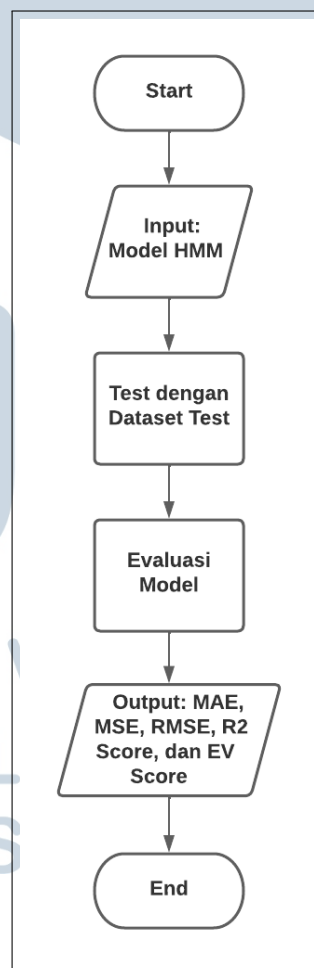 Start
Input:
Model HMM
Test dengan
Dataset Test
Evaluasi
Model
Output: MAE,
MSE, RMSE, R2
Score, dan EV
Score
End